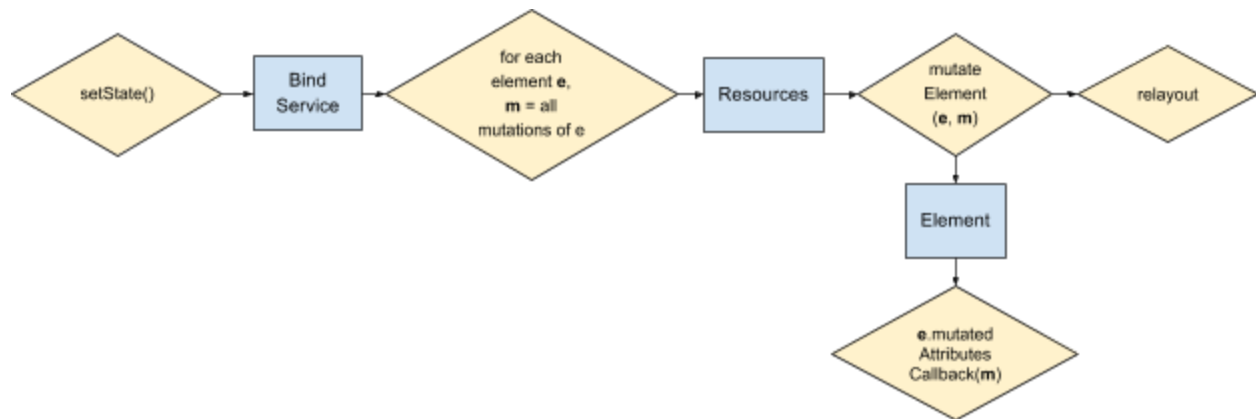 setState()
Bind
Service
for each
element e,
m = all
mutations of e
Resources
mutate
Element
(e, m)
relayout
Element
e.mutated
Attributes
Callback(m)